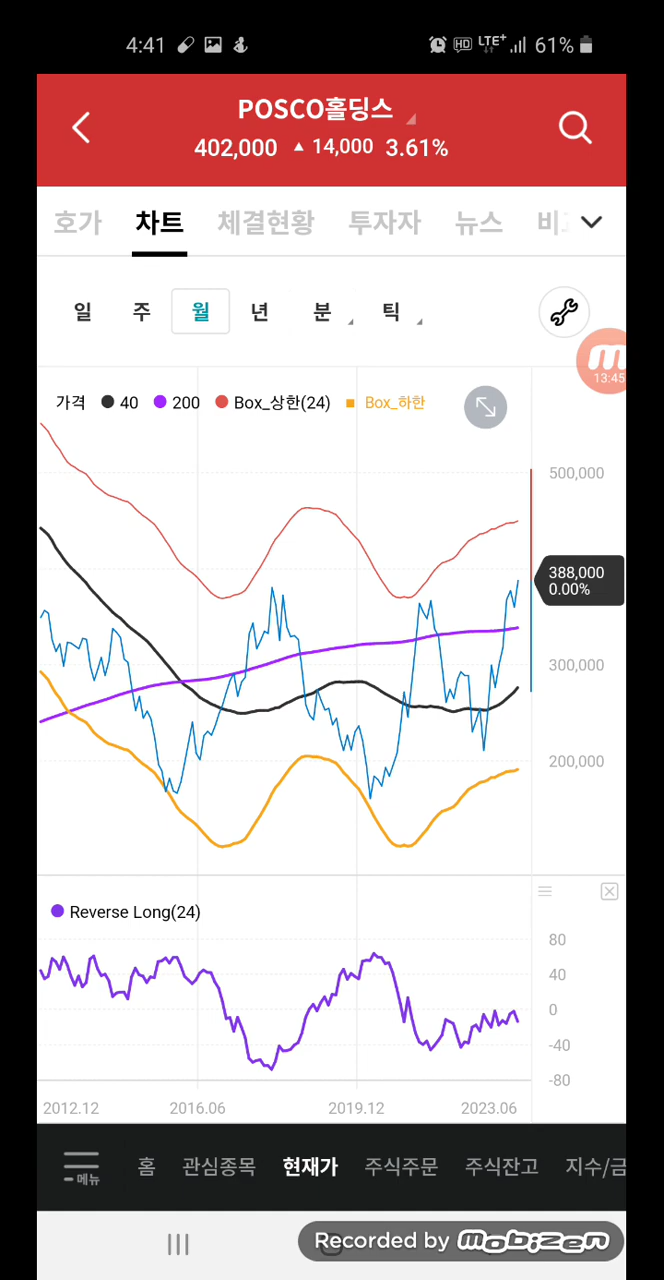 4:41 HD LTE+ 61%
POSCO홀딩스
402,000 ▲ 14,000 3.61%
호가 차트 체결현황 투자자 뉴스
일 주 월 년 분 틱
13:45
가격 40 200 Box_상한(24) Box_하한
500,000
388,000
0.00%
300,000
200,000
Reverse Long(24)
80
40
0
-40
-80
2012.12 2016.06 2019.12 2023.06
메뉴 홈 관심종목 현재가 주식주문 주식잔고 지수/금
Recorded by mobizen